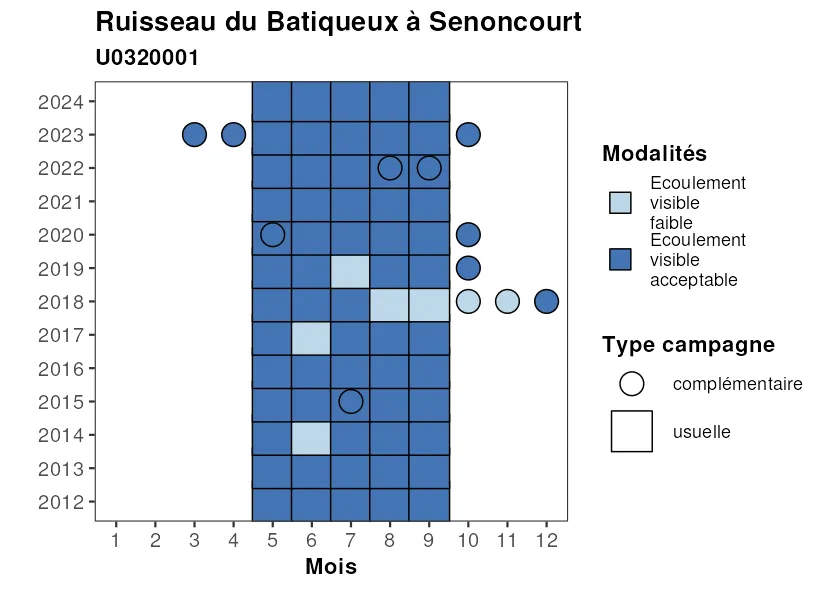 Ruisseau du Batiqueux à Senoncourt
U0320001
2024
2023
2022
2021
2020
2019
2018
2017
2016
2015
2014
2013
2012
1 2 3 4 5 6 7 8 9 10 11 12
Mois
Modalités
Ecoulement
visible
faible
Ecoulement
visible
acceptable
Type campagne
complémentaire
usuelle